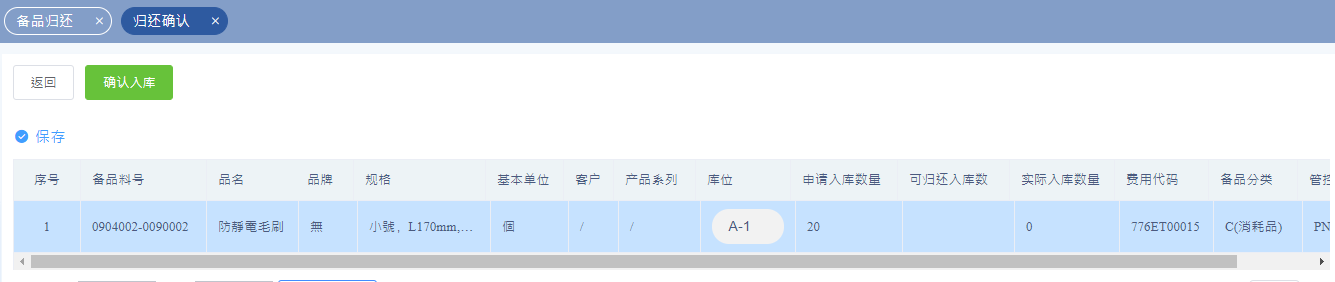 备品归还 × 归还确认 ×
返回 确认入库
保存
序号 备品料号 品名 品牌 规格 基本单位 客户 产品系列 库位 申请入库数量 可归还入库数 实际入库数量 费用代码 备品分类 管控
1 0904002-0090002 防靜電毛刷 無 小號，L170mm,… 個 / / A-1 20 0 776ET00015 C(消耗品) PN